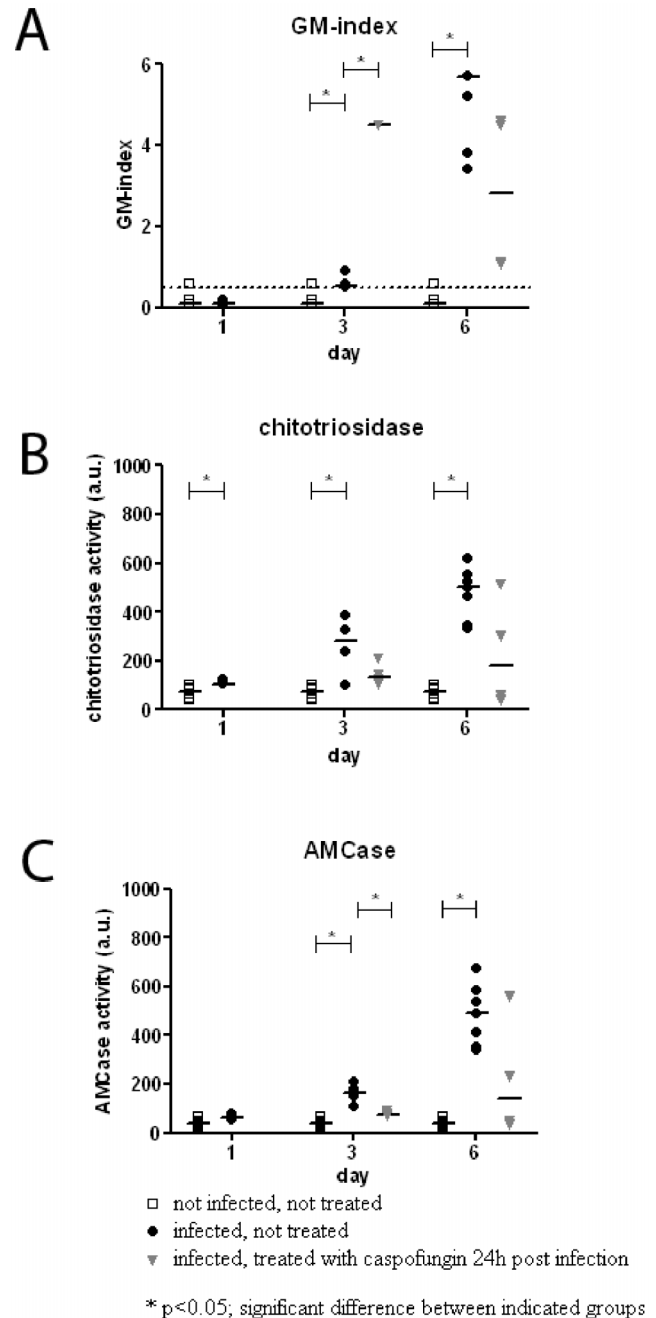 A
GM-index
*
*
*
6
4
2
0
GM-index
1 3 6
day
B
chitotriosidase
1000
800
600
400
200
0
chitotriosidase activity (a.u.)
*
*
*
1 3 6
day
C
AMCase
1000
800
600
400
200
0
AMCase activity (a.u.)
*
*
*
1 3 6
day
not infected, not treated
infected, not treated
infected, treated with caspofungin 24h post infection
* p<0.05; significant difference between indicated groups